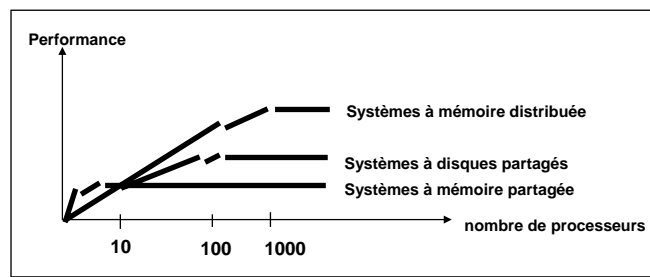 Performance
Systèmes à mémoire distribuée
Systèmes à disques partagés
Systèmes à mémoire partagée
nombre de processeurs
10 100 1000